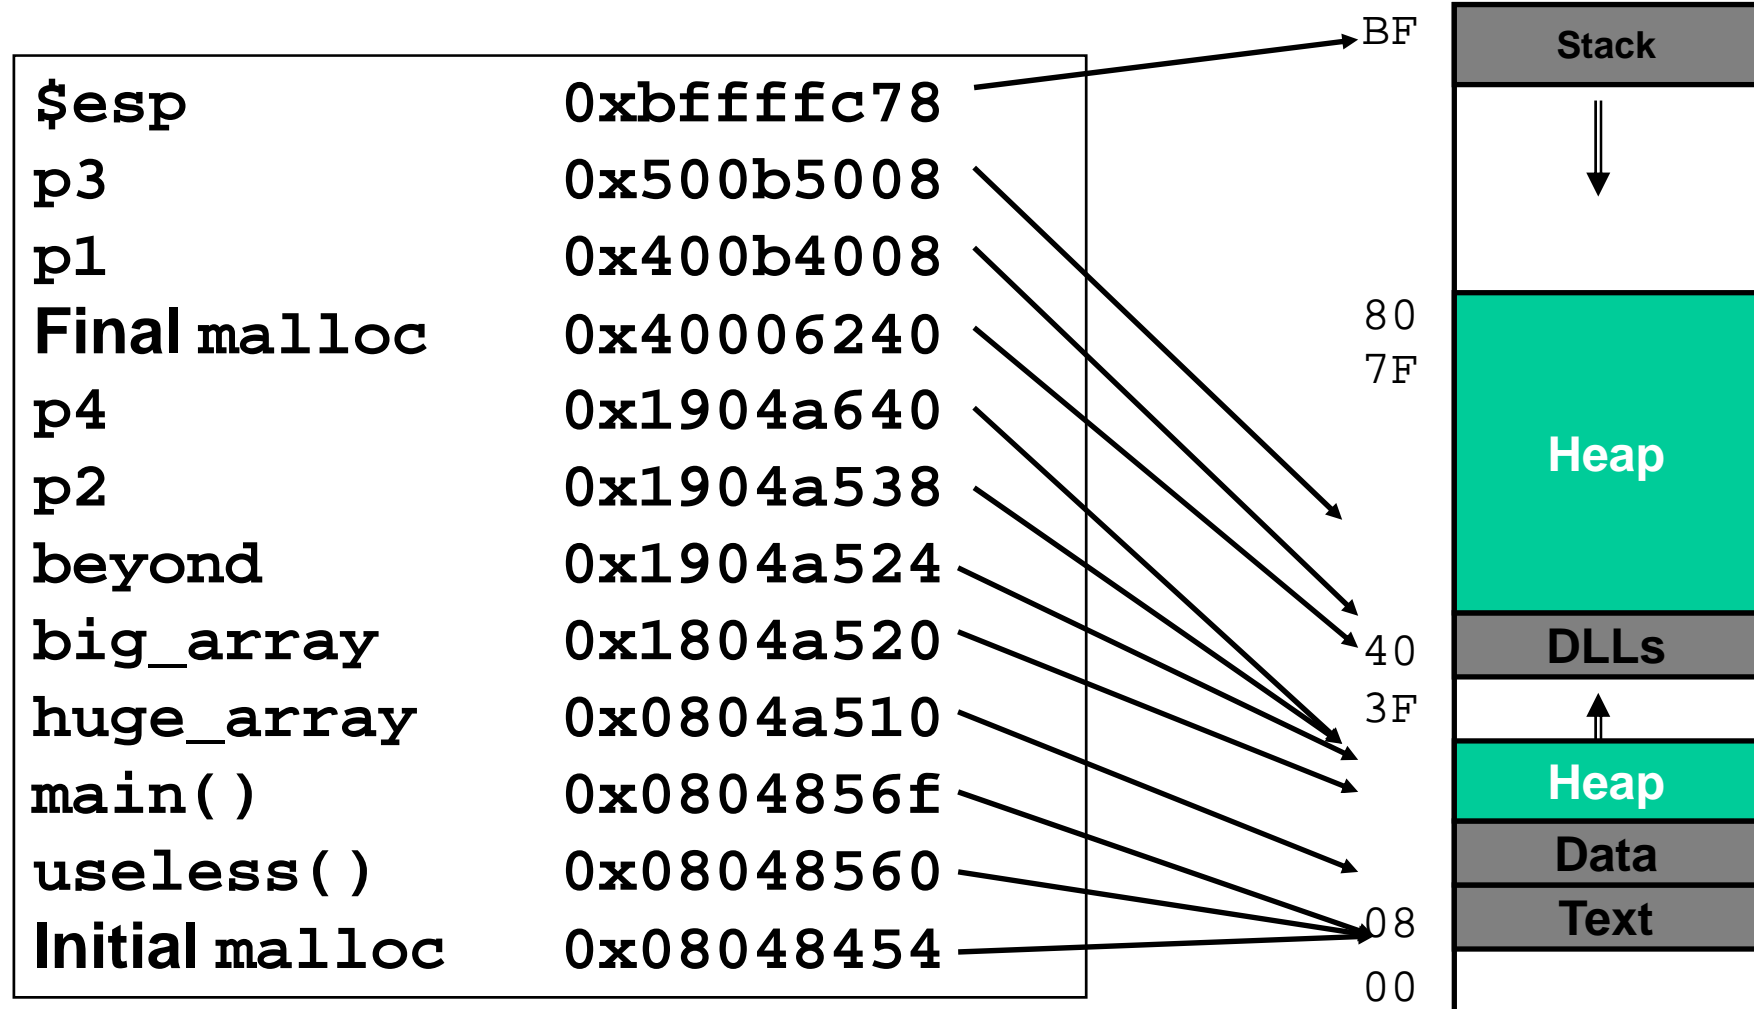 $esp 0xbffffc78
p3 0x500b5008
p1 0x400b4008
Final malloc 0x40006240
p4 0x1904a640
p2 0x1904a538
beyond 0x1904a524
big_array 0x1804a520
huge_array 0x0804a510
main() 0x0804856f
useless() 0x08048560
Initial malloc 0x08048454
BF
80
7F
40
3F
08
00
Stack
Heap
DLLs
Heap
Data
Text